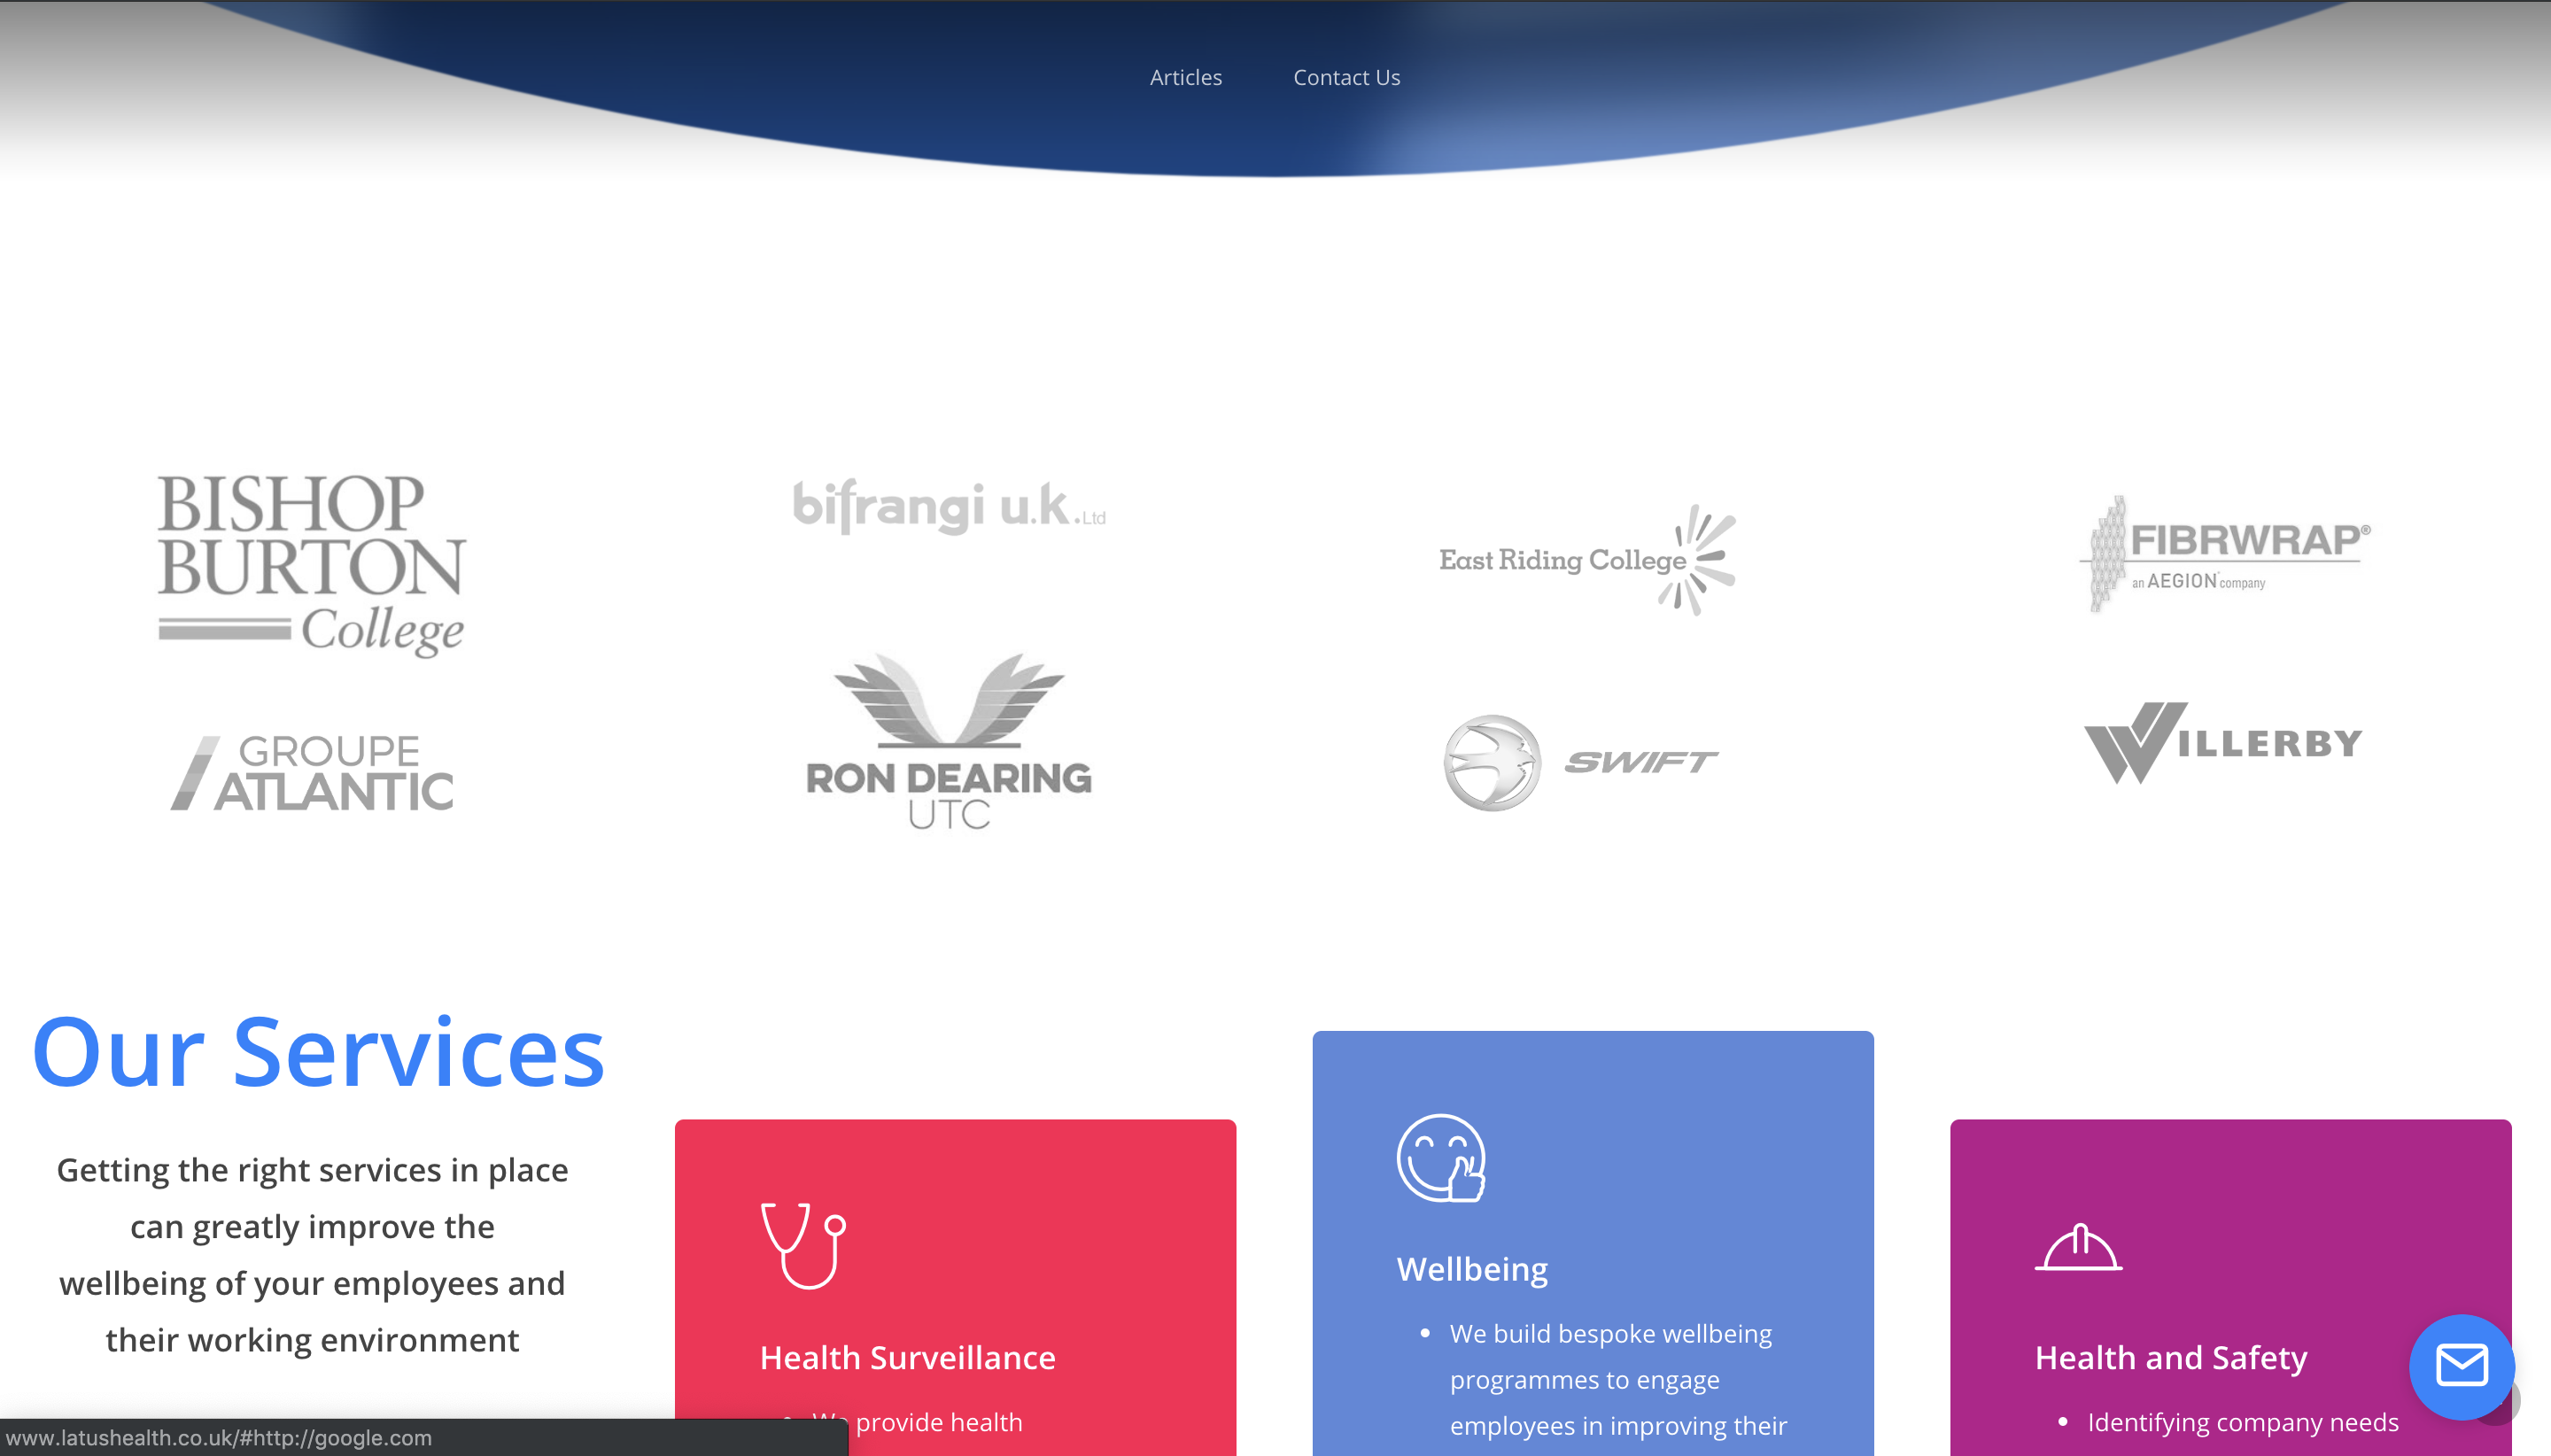 Articles Contact Us
BISHOP
BURTON
College
bifrangi u.k.Ltd
East Riding College
FIBRWRAP®
an AEGION company
GROUPE
ATLANTIC
RON DEARING
UTC
SWIFT
WILLERBY
Our Services
Getting the right services in place
can greatly improve the
wellbeing of your employees and
their working environment
Health Surveillance
We provide health
Wellbeing
• We build bespoke wellbeing
programmes to engage
employees in improving their
Health and Safety
• Identifying company needs
www.latushealth.co.uk/#http://google.com